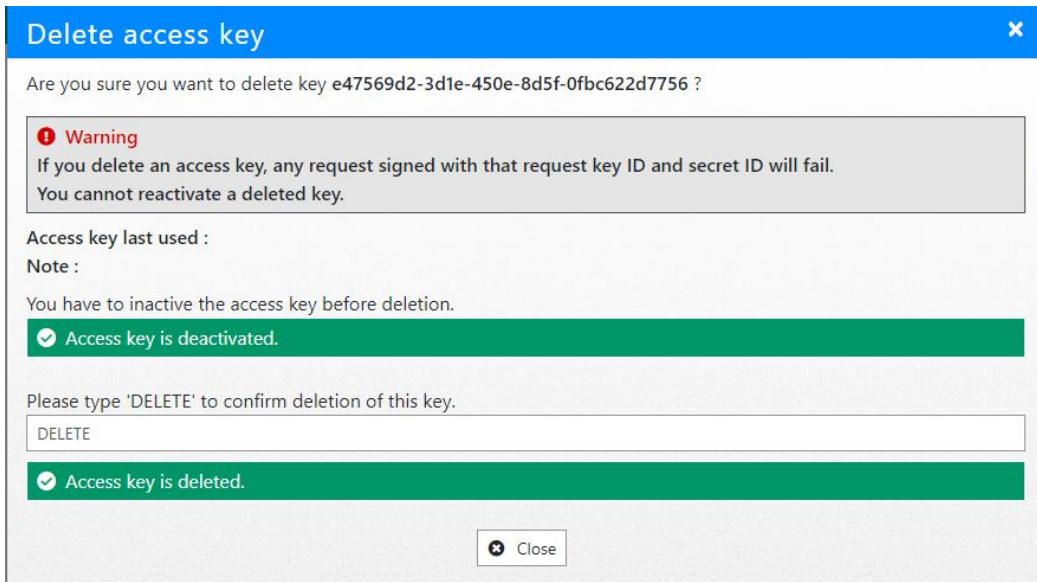 Delete access key
Are you sure you want to delete key e47569d2-3d1e-450e-8d5f-0fbc622d7756 ?
Warning
If you delete an access key, any request signed with that request key ID and secret ID will fail.
You cannot reactivate a deleted key.
Access key last used :
Note :
You have to inactive the access key before deletion.
Access key is deactivated.
Please type 'DELETE' to confirm deletion of this key.
DELETE
Access key is deleted.
Close